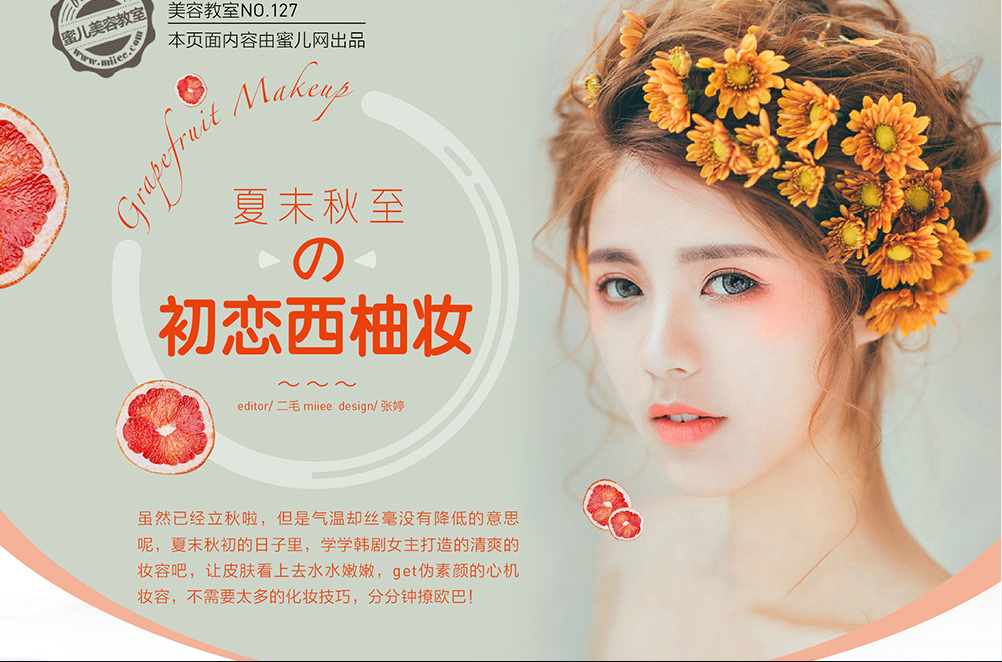 美容教室NO.127
蜜儿美容教室
www.miiee.com
本页面内容由蜜儿网出品
Grapefruit Makeup
夏末秋至
の
初恋西柚妆
~~~
editor/ 二毛 miiee design/ 张婷
虽然已经立秋啦，但是气温却丝毫没有降低的意思
呢，夏末秋初的日子里，学学韩剧女主打造的清爽的
妆容吧，让皮肤看上去水水嫩嫩，get伪素颜的心机
妆容，不需要太多的化妆技巧，分分钟撩欧巴！